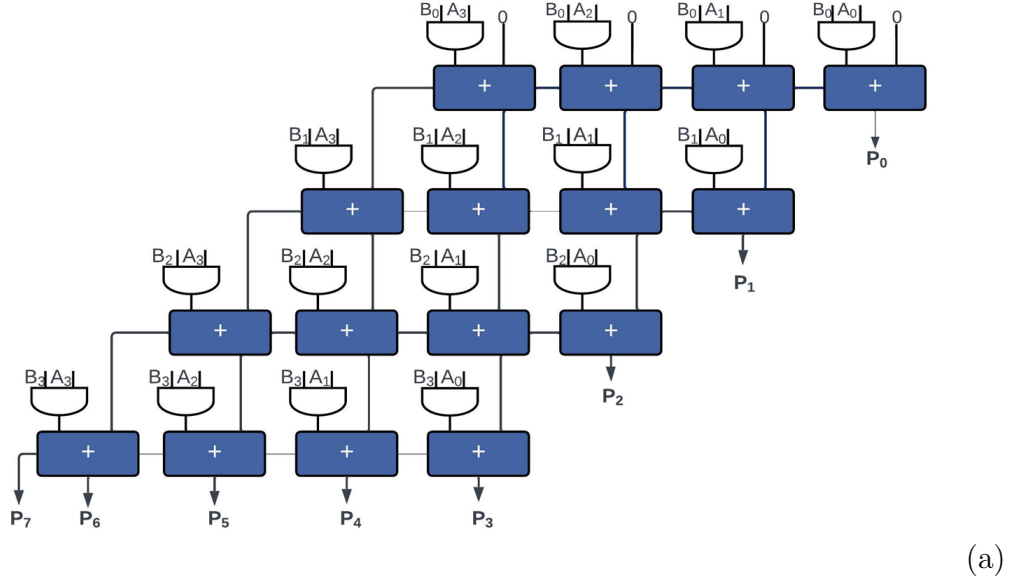 B₀ A₃ 0 B₀ A₂ 0 B₀ A₁ 0 B₀ A₀ 0
+ + + +
P₀
B₁ A₃ B₁ A₂ B₁ A₁ B₁ A₀
+ + + +
P₁
B₂ A₃ B₂ A₂ B₂ A₁ B₂ A₀
+ + + +
P₂
B₃ A₃ B₃ A₂ B₃ A₁ B₃ A₀
+ + + +
P₇ P₆ P₅ P₄ P₃
(a)